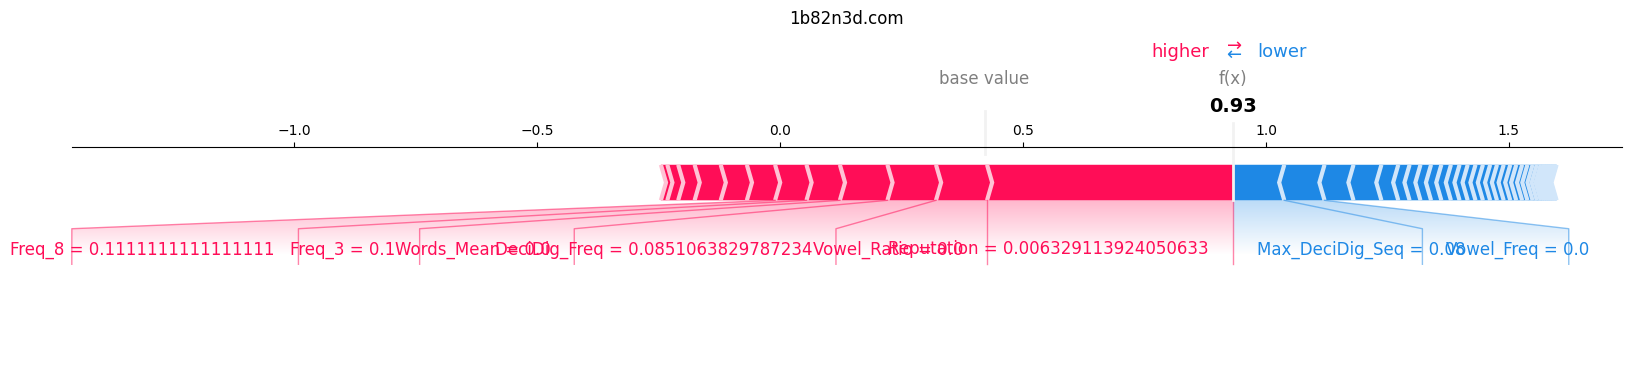 1b82n3d.com
higher ⇄ lower
base value f(x)
0.93
−1.0 −0.5 0.0 0.5 1.0 1.5
Freq_8 = 0.1111111111111111 Freq_3 = 0.1 Words_Mean = 0.0 DeciDig_Freq = 0.0851063829787234 Vowel_Ratio = 0.0 Reputation = 0.006329113924050633 Max_DeciDig_Seq = 0.08 Vowel_Freq = 0.0